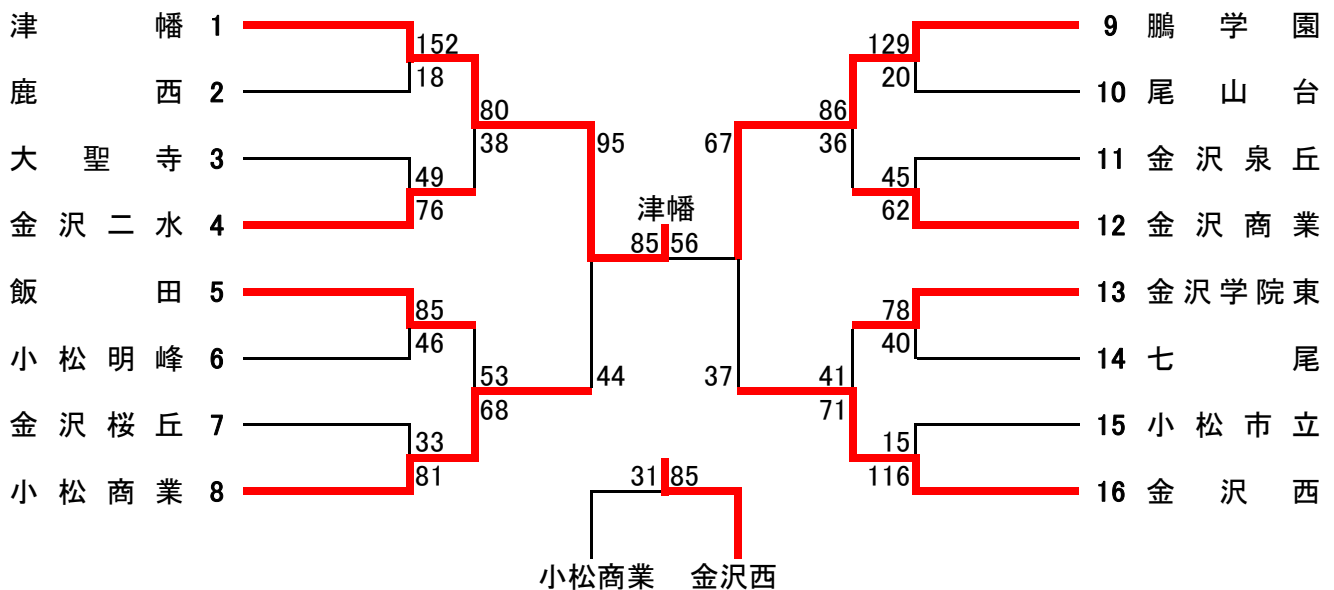 津幡 1
152
18
鹿西 2
80
38
大聖寺 3
49
76
金沢二水 4
95
44
飯田 5
85
46
小松明峰 6
53
68
金沢桜丘 7
33
81
小松商業 8
津幡
85 56
31 85
小松商業 金沢西
9 鵬学園
129
20
10 尾山台
86
36
11 金沢泉丘
45
62
12 金沢商業
67
37
13 金沢学院東
78
40
14 七尾
41
71
15 小松市立
15
116
16 金沢西